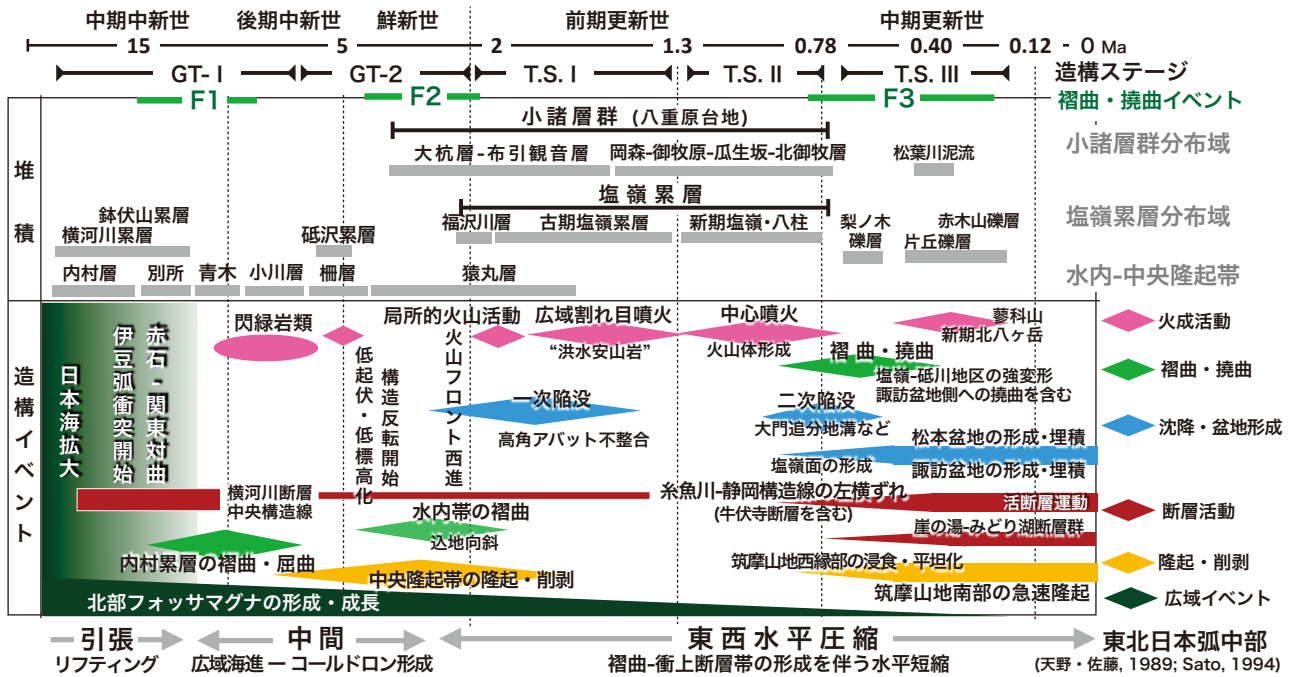 中期中新世 後期中新世 鮮新世 前期更新世 中期更新世
15 5 2 1.3 0.78 0.40 0.12 - 0 Ma
GT-I GT-2 T.S. I T.S. II T.S. III 造構ステージ
F1 F2 F3 褶曲・撓曲イベント
堆積
小諸層群 (八重原台地)
小諸層群分布域
大杭層-布引観音層 岡森-御牧原-瓜生坂-北御牧層 松葉川泥流
塩嶺累層
塩嶺累層分布域
鉢伏山累層
横河川累層 砥沢累層 福沢川層 古期塩嶺累層 新期塩嶺・八柱 梨ノ木
礫層 赤木山礫層
片丘礫層
内村層 別所 青木 小川層 柵層 猿丸層
水内-中央隆起帯
造構イベント
日本海拡大
伊豆弧衝突開始
赤石-関東対曲
閃緑岩類
局所的火山活動
火山フロント西進
構造反転開始
低起伏・低標高化
広域割れ目噴火
“洪水安山岩”
中心噴火
火山体形成
蓼科山
新期北八ヶ岳
火成活動
褶曲・撓曲
塩嶺-砥川地区の強変形
諏訪盆地側への撓曲を含む
褶曲・撓曲
一次陥没
高角アバット不整合
二次陥没
大門追分地溝など
松本盆地の形成・埋積
塩嶺面の形成
諏訪盆地の形成・埋積
沈降・盆地形成
横河川断層
中央構造線
糸魚川-静岡構造線の左横ずれ
(牛伏寺断層を含む)
活断層運動
崖の湯-みどり湖断層群
断層活動
水内帯の褶曲
込地向斜
内村累層の褶曲・屈曲
中央隆起帯の隆起・削剥
筑摩山地西縁部の浸食・平坦化
筑摩山地南部の急速隆起
隆起・削剥
北部フォッサマグナの形成・成長
広域イベント
引張 中間 東西水平圧縮 東北日本弧中部
リフティング 広域海進 ー コールドロン形成 褶曲-衝上断層帯の形成を伴う水平短縮 (天野・佐藤, 1989; Sato, 1994)